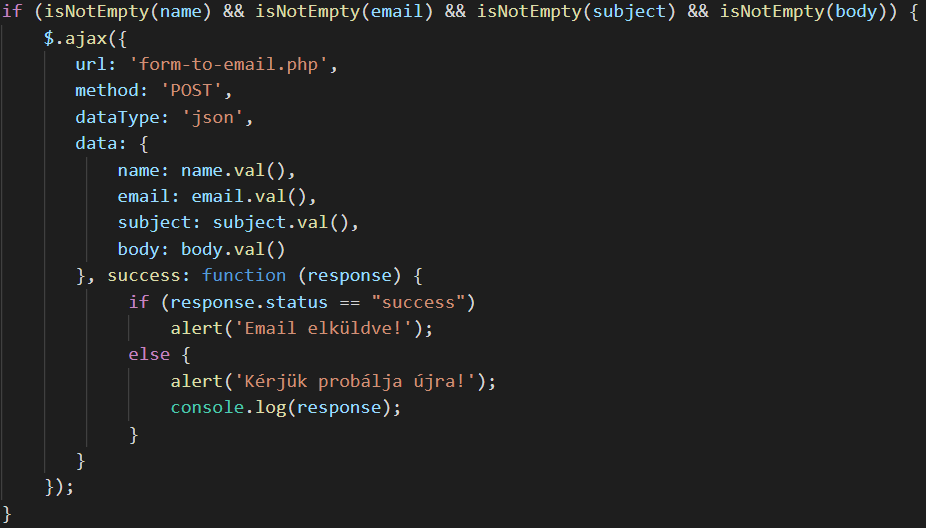 if (isNotEmpty(name) && isNotEmpty(email) && isNotEmpty(subject) && isNotEmpty(body)) {
$.ajax({
url: 'form-to-email.php',
method: 'POST',
dataType: 'json',
data: {
name: name.val(),
email: email.val(),
subject: subject.val(),
body: body.val()
}, success: function (response) {
if (response.status == "success")
alert('Email elküldve!');
else {
alert('Kérjük probálja újra!');
console.log(response);
}
}
});
}